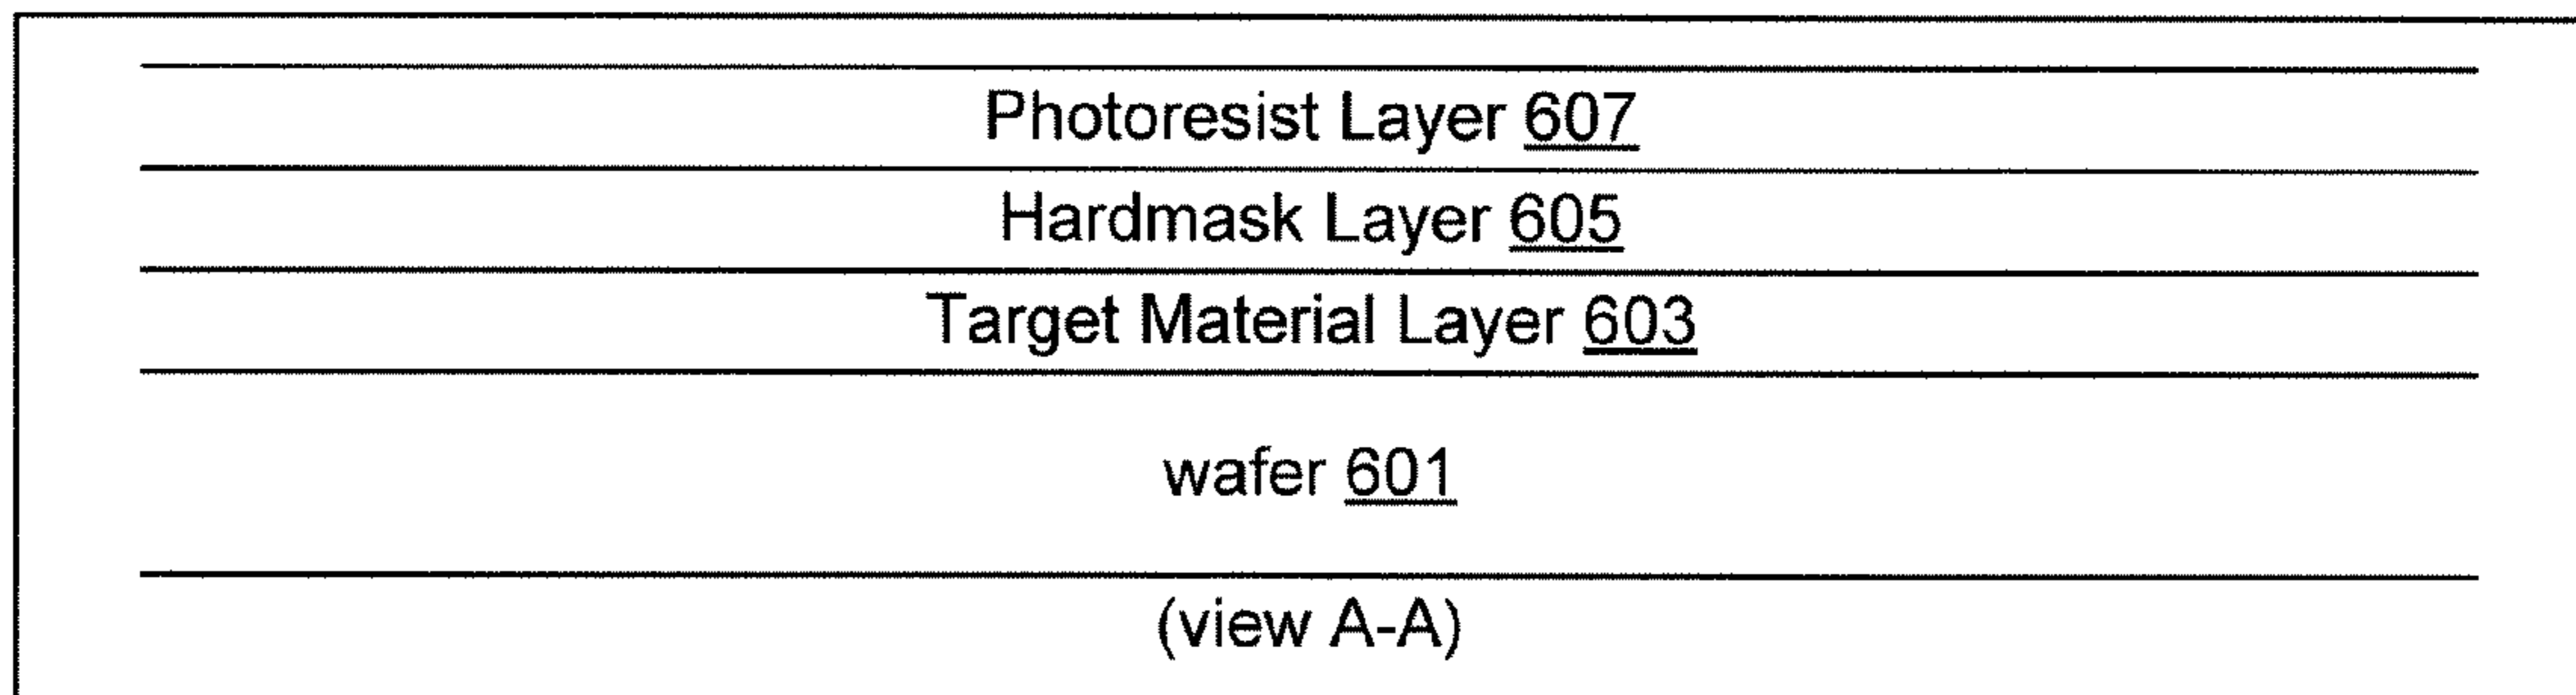 Photoresist Layer 607
Hardmask Layer 605
Target Material Layer 603
wafer 601
(view A-A)